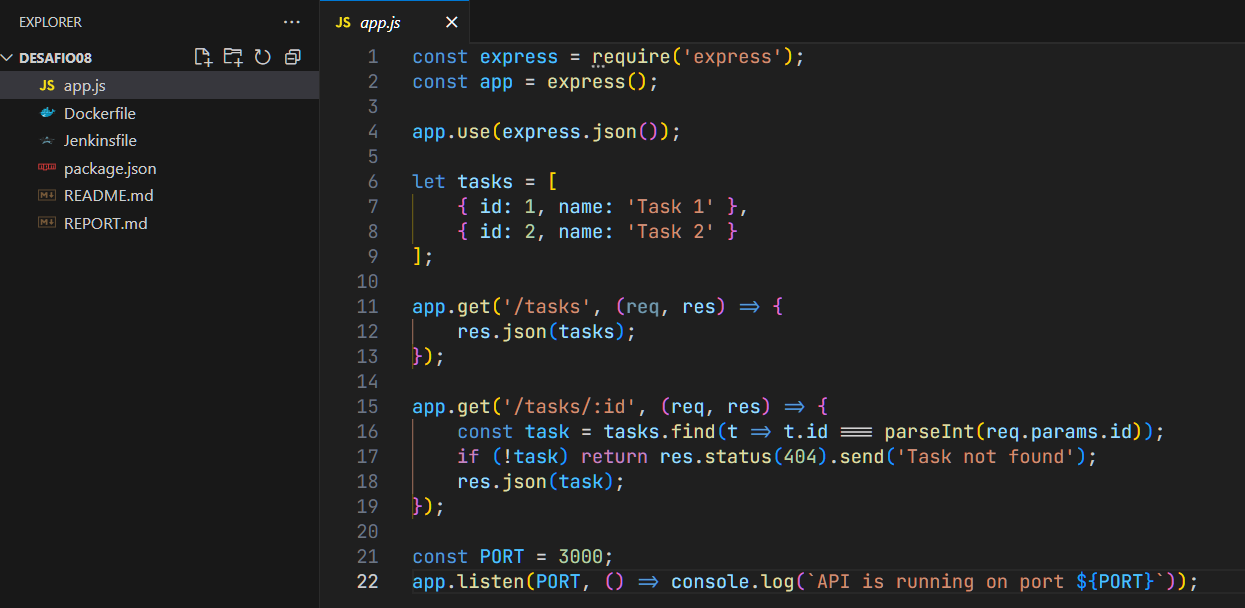 EXPLORER
···
DESAFIO08
JS app.js
Dockerfile
Jenkinsfile
package.json
README.md
REPORT.md
JS app.js ×
1 const express = require('express');
2 const app = express();
3
4 app.use(express.json());
5
6 let tasks = [
7     { id: 1, name: 'Task 1' },
8     { id: 2, name: 'Task 2' }
9 ];
10
11 app.get('/tasks', (req, res) => {
12     res.json(tasks);
13 });
14
15 app.get('/tasks/:id', (req, res) => {
16     const task = tasks.find(t => t.id === parseInt(req.params.id));
17     if (!task) return res.status(404).send('Task not found');
18     res.json(task);
19 });
20
21 const PORT = 3000;
22 app.listen(PORT, () => console.log(`API is running on port ${PORT}`));